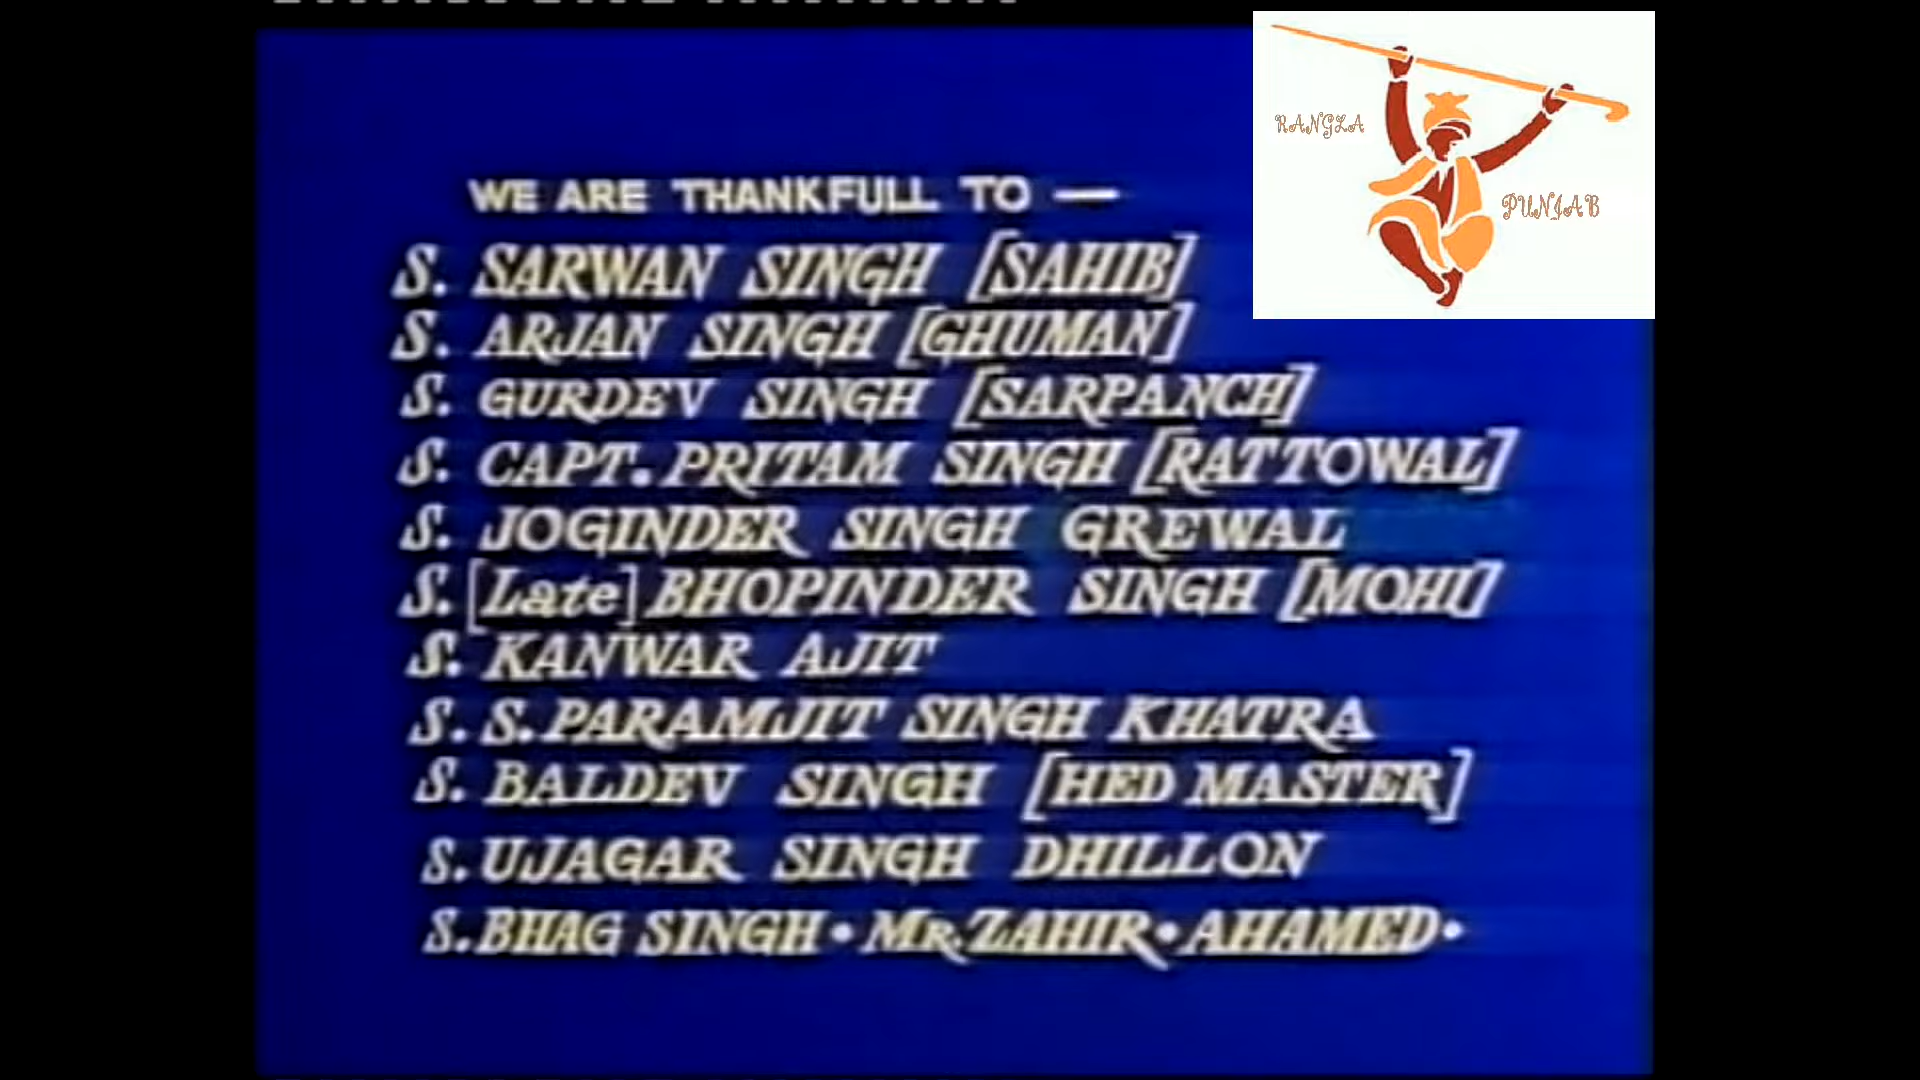 WE ARE THANKFULL TO —
S. SARWAN SINGH [SAHIB]
S. ARJAN SINGH [GHUMAN]
S. GURDEV SINGH [SARPANCH]
S. CAPT. PRITAM SINGH [RATTOWAL]
S. JOGINDER SINGH GREWAL
S. [Late] BHOPINDER SINGH [MOHI]
S. KANWAR AJIT
S. S. PARAMJIT SINGH KHATRA
S. BALDEV SINGH [HED MASTER]
S. UJAGAR SINGH DHILLON
S. BHAG SINGH • MR. ZAHIR • AHAMED •
RANGLA
PUNJAB